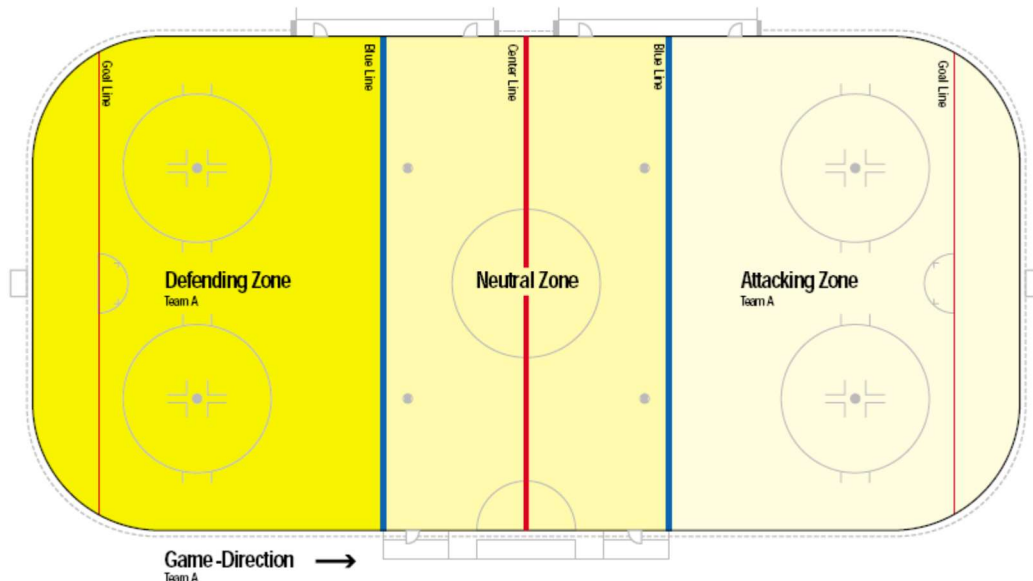 Goal Line
Blue Line
Center Line
Blue Line
Goal Line
Defending Zone
Team A
Neutral Zone
Attacking Zone
Team A
Game -Direction
Team A